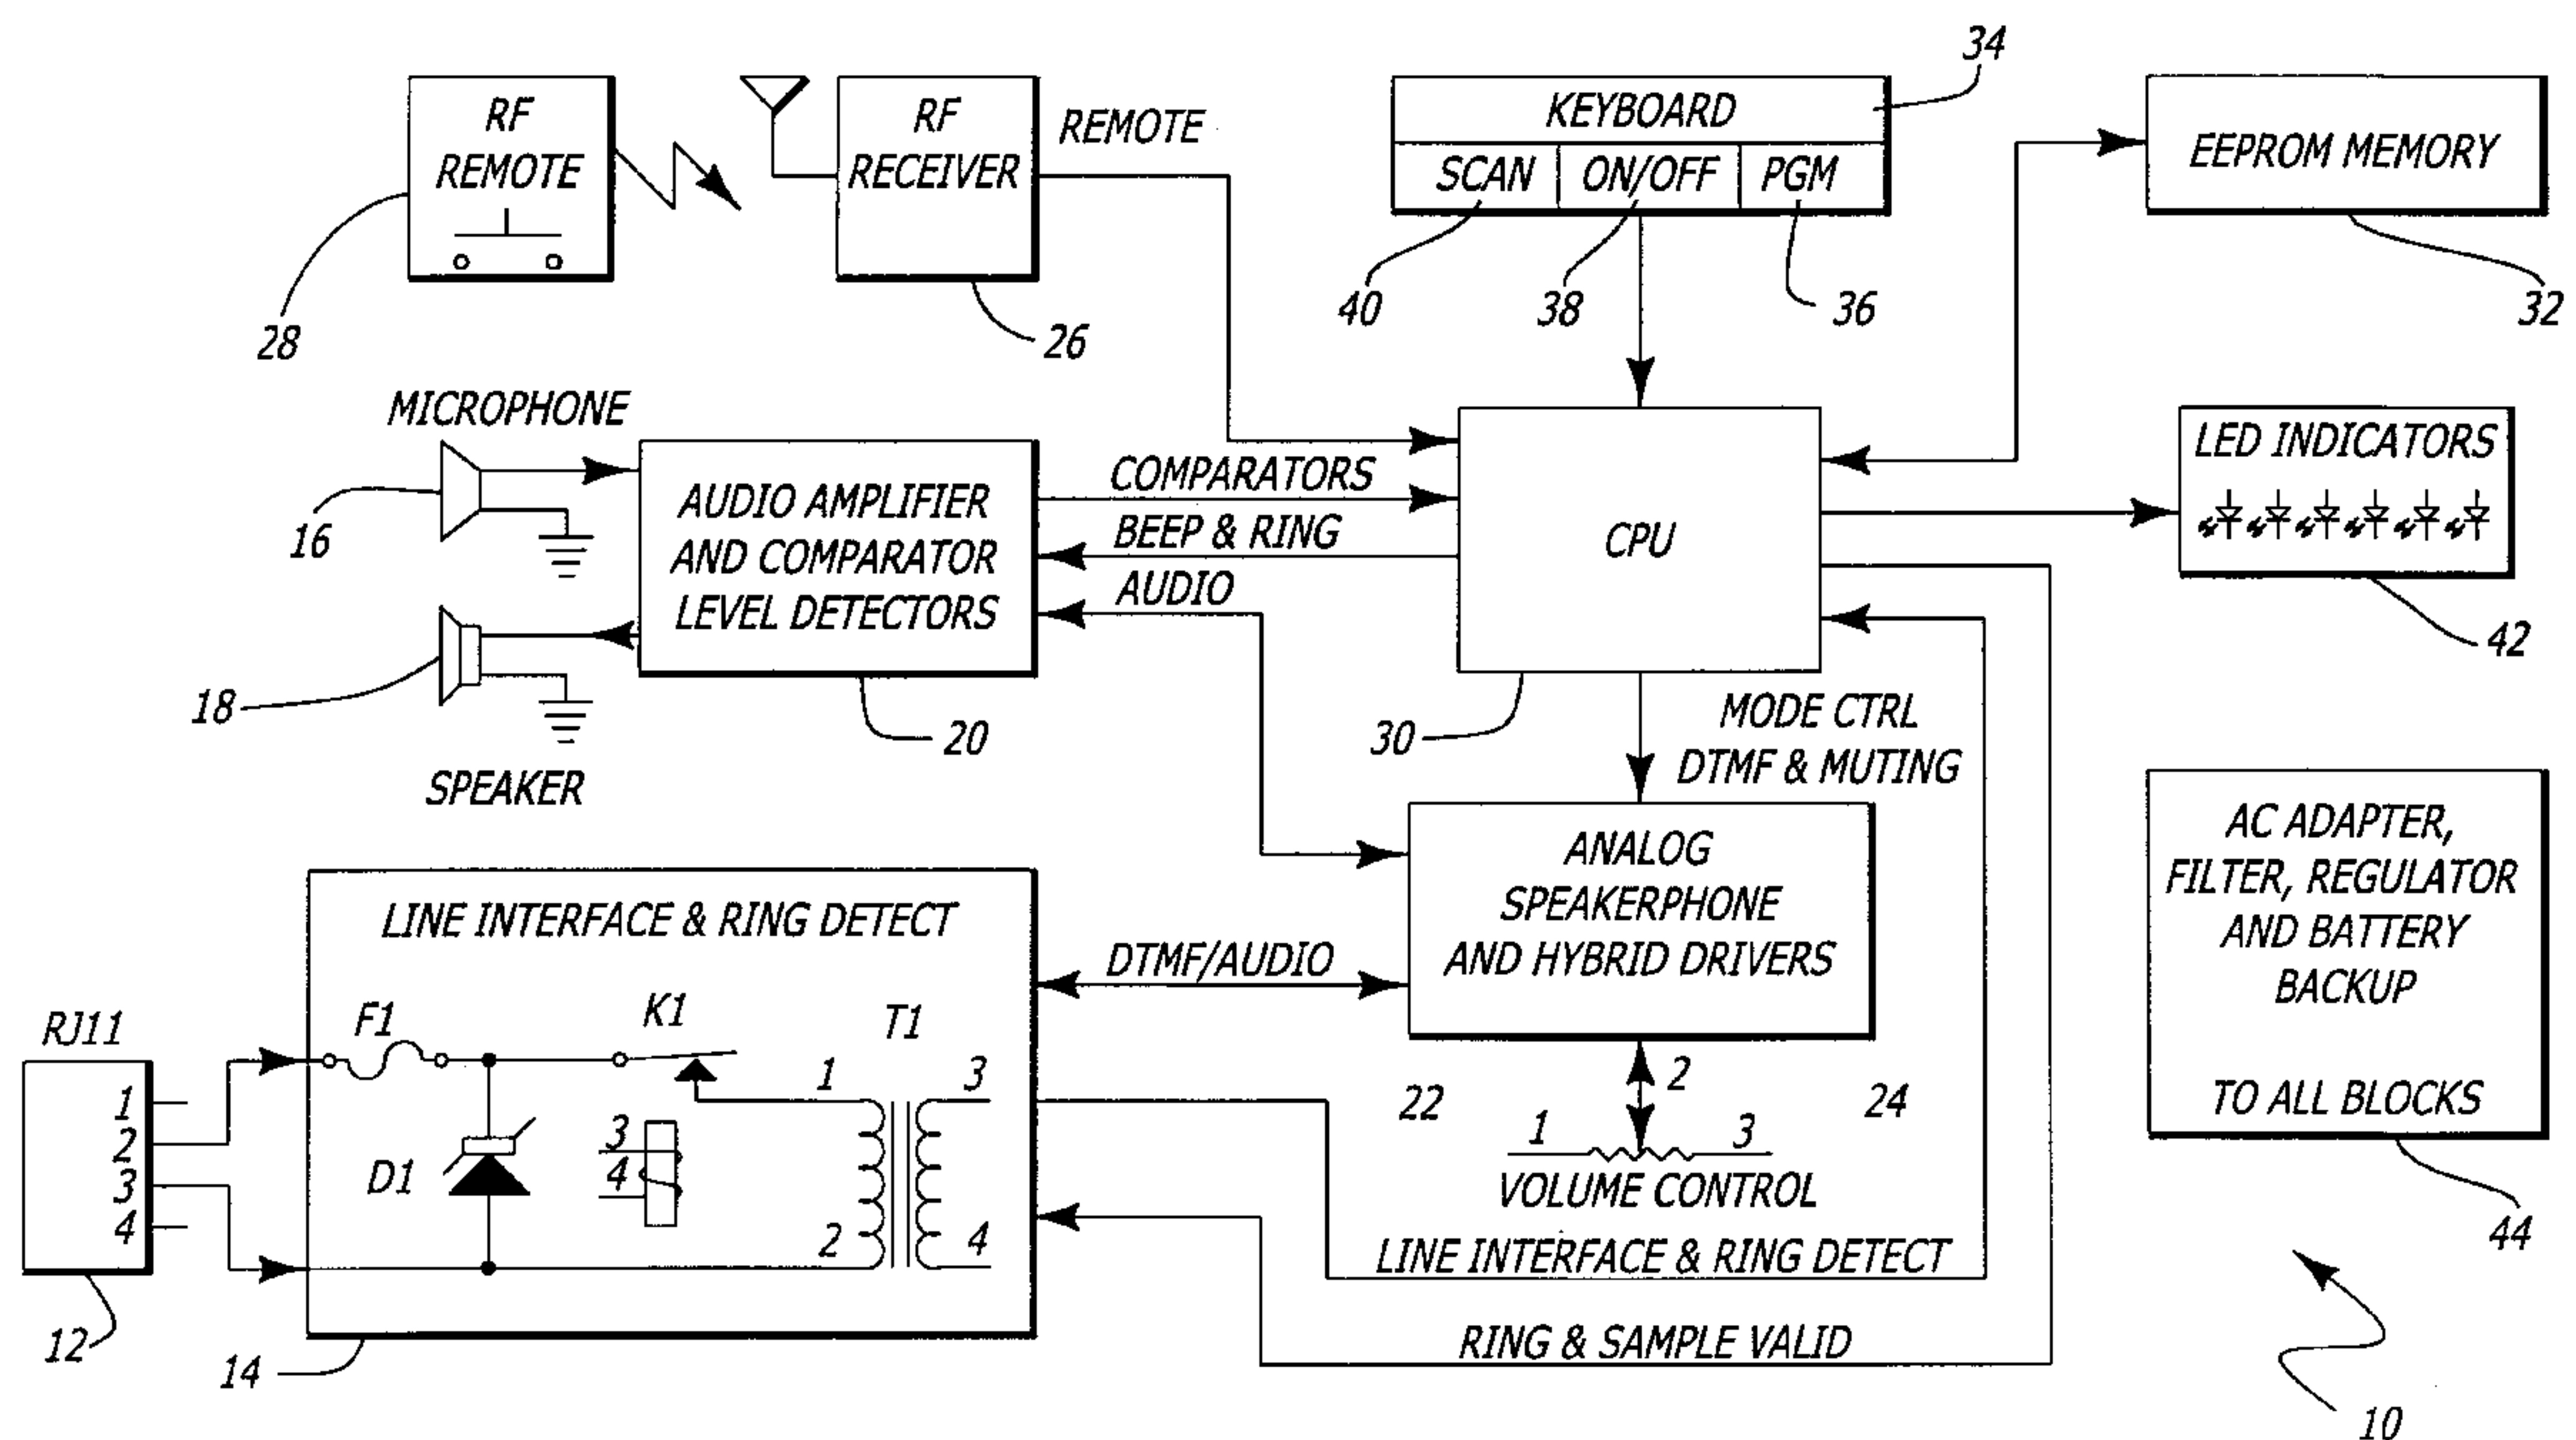 34
RF
REMOTE
RF
RECEIVER
REMOTE
KEYBOARD
SCAN
ON/OFF
PGM
EEPROM MEMORY
28
26
40
38
36
32
MICROPHONE
16
SPEAKER
18
AUDIO AMPLIFIER
AND COMPARATOR
LEVEL DETECTORS
20
COMPARATORS
BEEP & RING
AUDIO
CPU
30
LED INDICATORS
42
MODE CTRL
DTMF & MUTING
ANALOG
SPEAKERPHONE
AND HYBRID DRIVERS
AC ADAPTER,
FILTER, REGULATOR
AND BATTERY
BACKUP
TO ALL BLOCKS
44
LINE INTERFACE & RING DETECT
DTMF/AUDIO
RJ11
1
2
3
4
12
F1
K1
T1
D1
3
4
1
2
3
4
14
22
2
24
1
3
VOLUME CONTROL
LINE INTERFACE & RING DETECT
RING & SAMPLE VALID
10